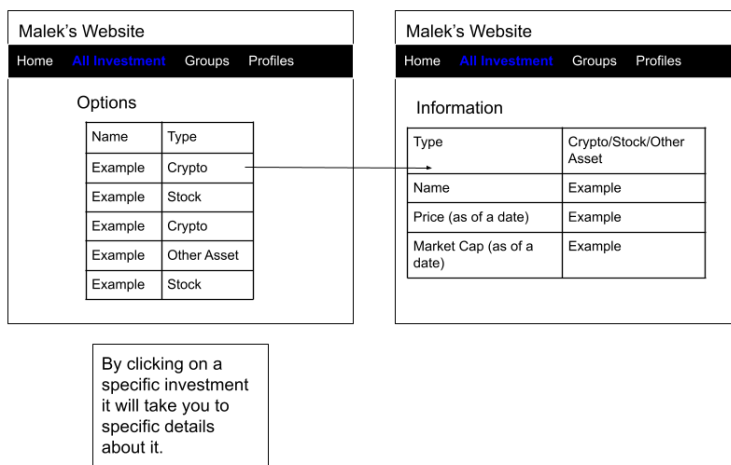 Malek's Website
Home All Investment Groups Profiles
Options
Name Type
Example Crypto
Example Stock
Example Crypto
Example Other Asset
Example Stock
Malek's Website
Home All Investment Groups Profiles
Information
Type Crypto/Stock/Other
Asset
Name Example
Price (as of a date) Example
Market Cap (as of a Example
date)
By clicking on a
specific investment
it will take you to
specific details
about it.